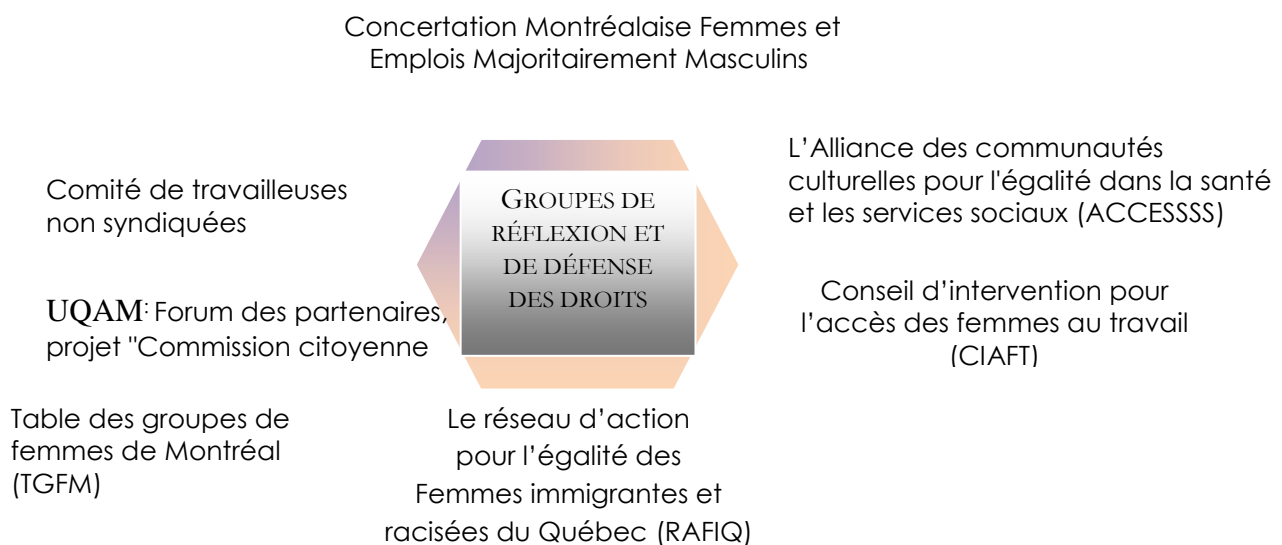 Concertation Montréalaise Femmes et
Emplois Majoritairement Masculins
L'Alliance des communautés
culturelles pour l'égalité dans la santé
et les services sociaux (ACCESSSS)
Comité de travailleuses
non syndiquées
GROUPES DE
RÉFLEXION ET
DE DÉFENSE
DES DROITS
Conseil d'intervention pour
l'accès des femmes au travail
(CIAFT)
UQAM: Forum des partenaires,
projet "Commission citoyenne
Table des groupes de
femmes de Montréal
(TGFM)
Le réseau d'action
pour l'égalité des
Femmes immigrantes et
racisées du Québec (RAFIQ)